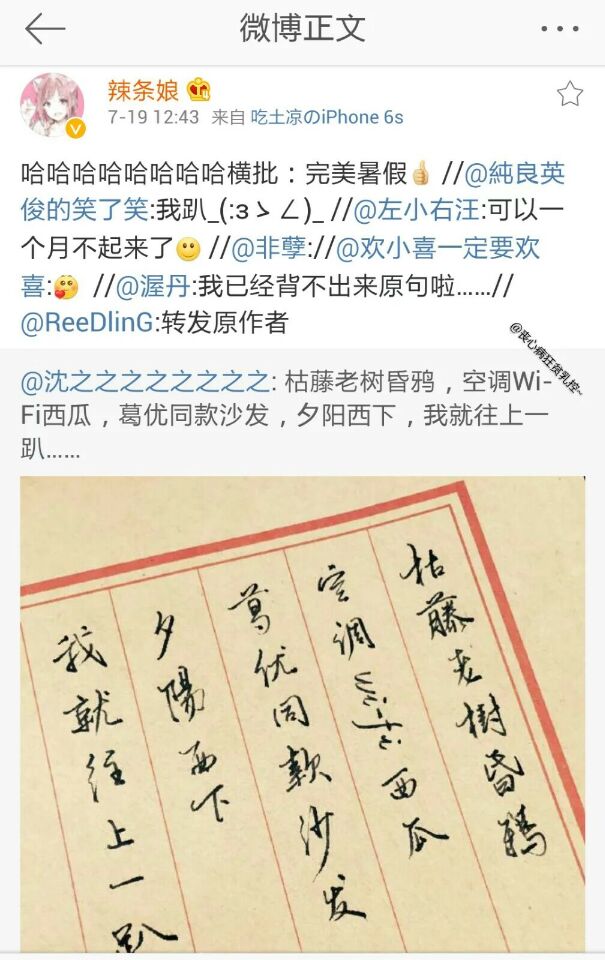 微博正文
辣条娘
7-19 12:43 来自 吃土凉のiPhone 6s
哈哈哈哈哈哈哈哈横批：完美暑假👍 //@純良英
俊的笑了笑:我趴_(:зゝ∠)_ //@左小右汪:可以一
个月不起来了🙂 //@非孽://@欢小喜一定要欢
喜:😘 //@渥丹:我已经背不出来原句啦……//
@ReeDlinG:转发原作者
@丧心病狂贫乳控~
@沈之之之之之之之之: 枯藤老树昏鸦，空调Wi-
Fi西瓜，葛优同款沙发，夕阳西下，我就往上一
趴……
枯藤老樹昏鴉
空调Wi-Fi西瓜
葛优同款沙发
夕陽西下
我就往上一趴